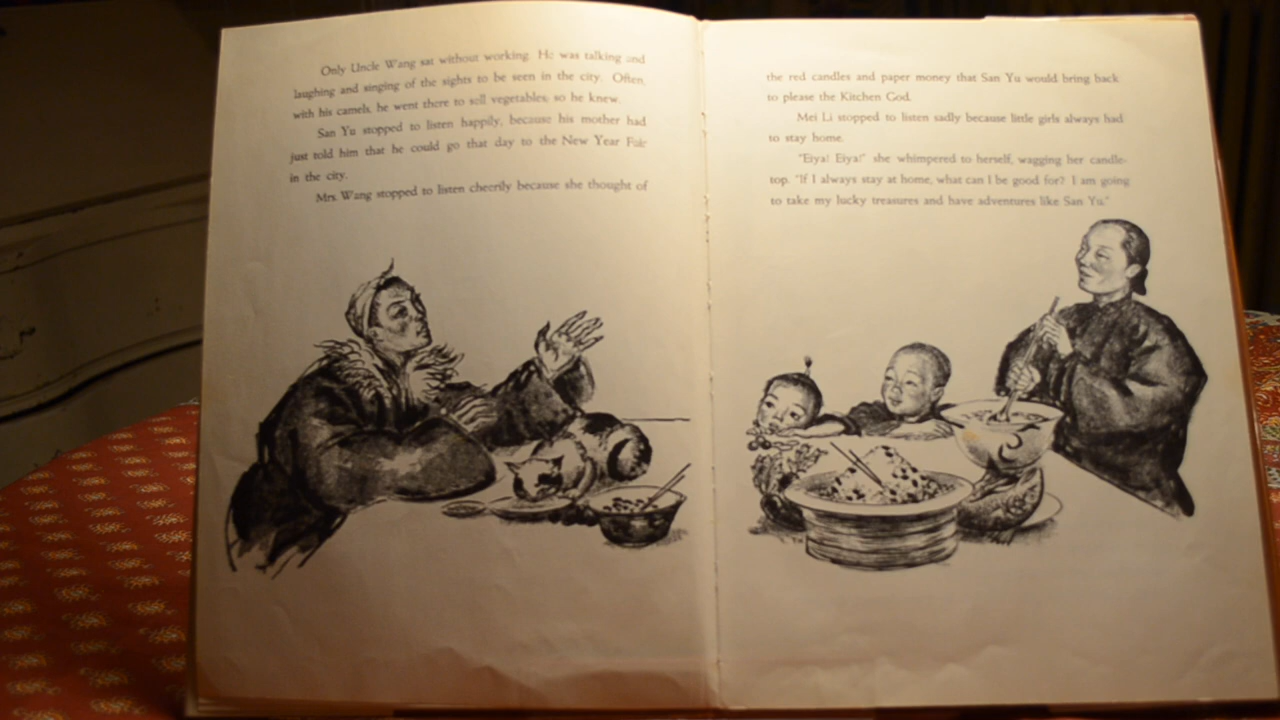 Only Uncle Wang sat without working. He was talking and
laughing and singing of the sights to be seen in the city. Often,
with his camels, he went there to sell vegetables, so he knew.
San Yu stopped to listen happily, because his mother had
just told him that he could go that day to the New Year Fair
in the city.
Mrs. Wang stopped to listen cheerily because she thought of
the red candles and paper money that San Yu would bring back
to please the Kitchen God.
Mei Li stopped to listen sadly because little girls always had
to stay home.
"Eiya! Eiya!" she whimpered to herself, wagging her candle-
top. "If I always stay at home, what can I be good for? I am going
to take my lucky treasures and have adventures like San Yu."